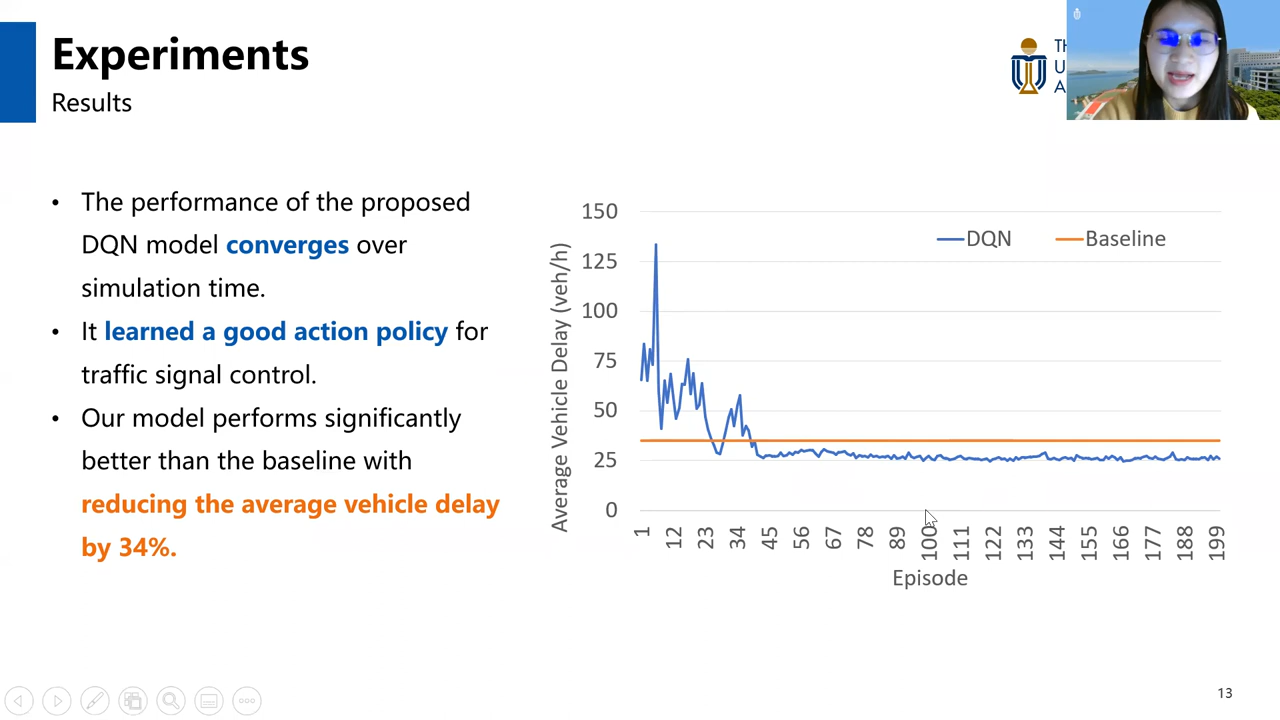 Experiments
Results
TH
U
A
• The performance of the proposed
DQN model converges over
simulation time.
• It learned a good action policy for
traffic signal control.
• Our model performs significantly
better than the baseline with
reducing the average vehicle delay
by 34%.
DQN
Baseline
Average Vehicle Delay (veh/h)
150
125
100
75
50
25
0
1 12 23 34 45 56 67 78 89 100 111 122 133 144 155 166 177 188 199
Episode
13